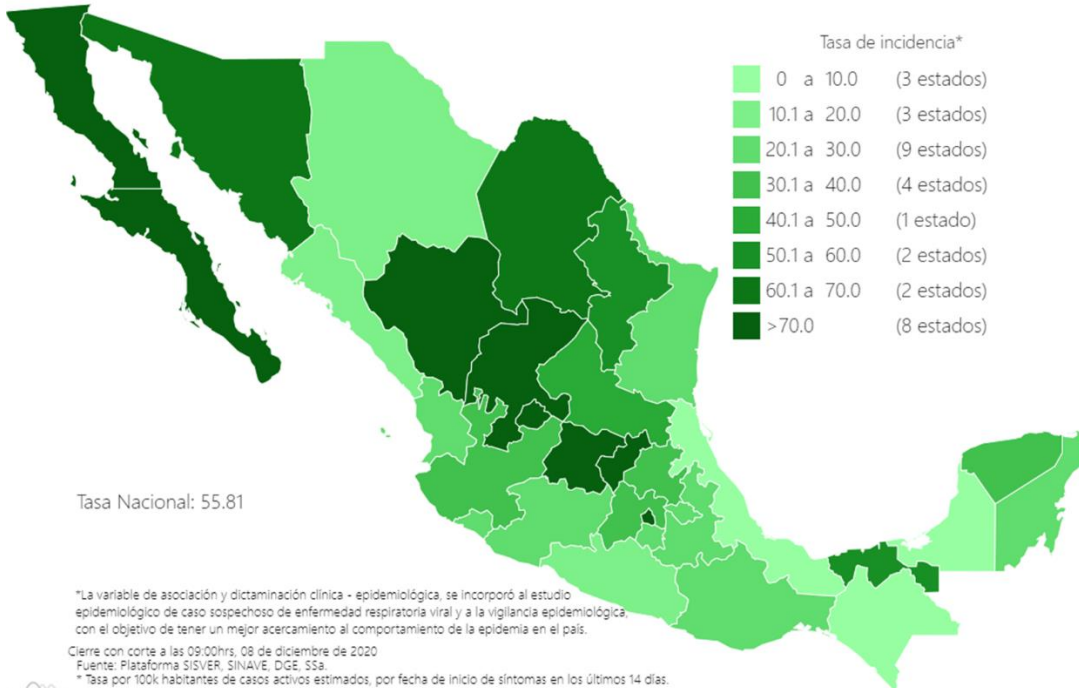 Tasa de incidencia*
0 a 10.0 (3 estados)
10.1 a 20.0 (3 estados)
20.1 a 30.0 (9 estados)
30.1 a 40.0 (4 estados)
40.1 a 50.0 (1 estado)
50.1 a 60.0 (2 estados)
60.1 a 70.0 (2 estados)
>70.0 (8 estados)
Tasa Nacional: 55.81
*La variable de asociación y dictaminación clínica - epidemiológica, se incorporó al estudio
epidemiológico de caso sospechoso de enfermedad respiratoria viral y a la vigilancia epidemiológica,
con el objetivo de tener un mejor acercamiento al comportamiento de la epidemia en el país.
Cierre con corte a las 09:00hrs, 08 de diciembre de 2020
Fuente: Plataforma SISVER, SINAVE, DGE, SSa.
* Tasa por 100k habitantes de casos activos estimados, por fecha de inicio de síntomas en los últimos 14 días.